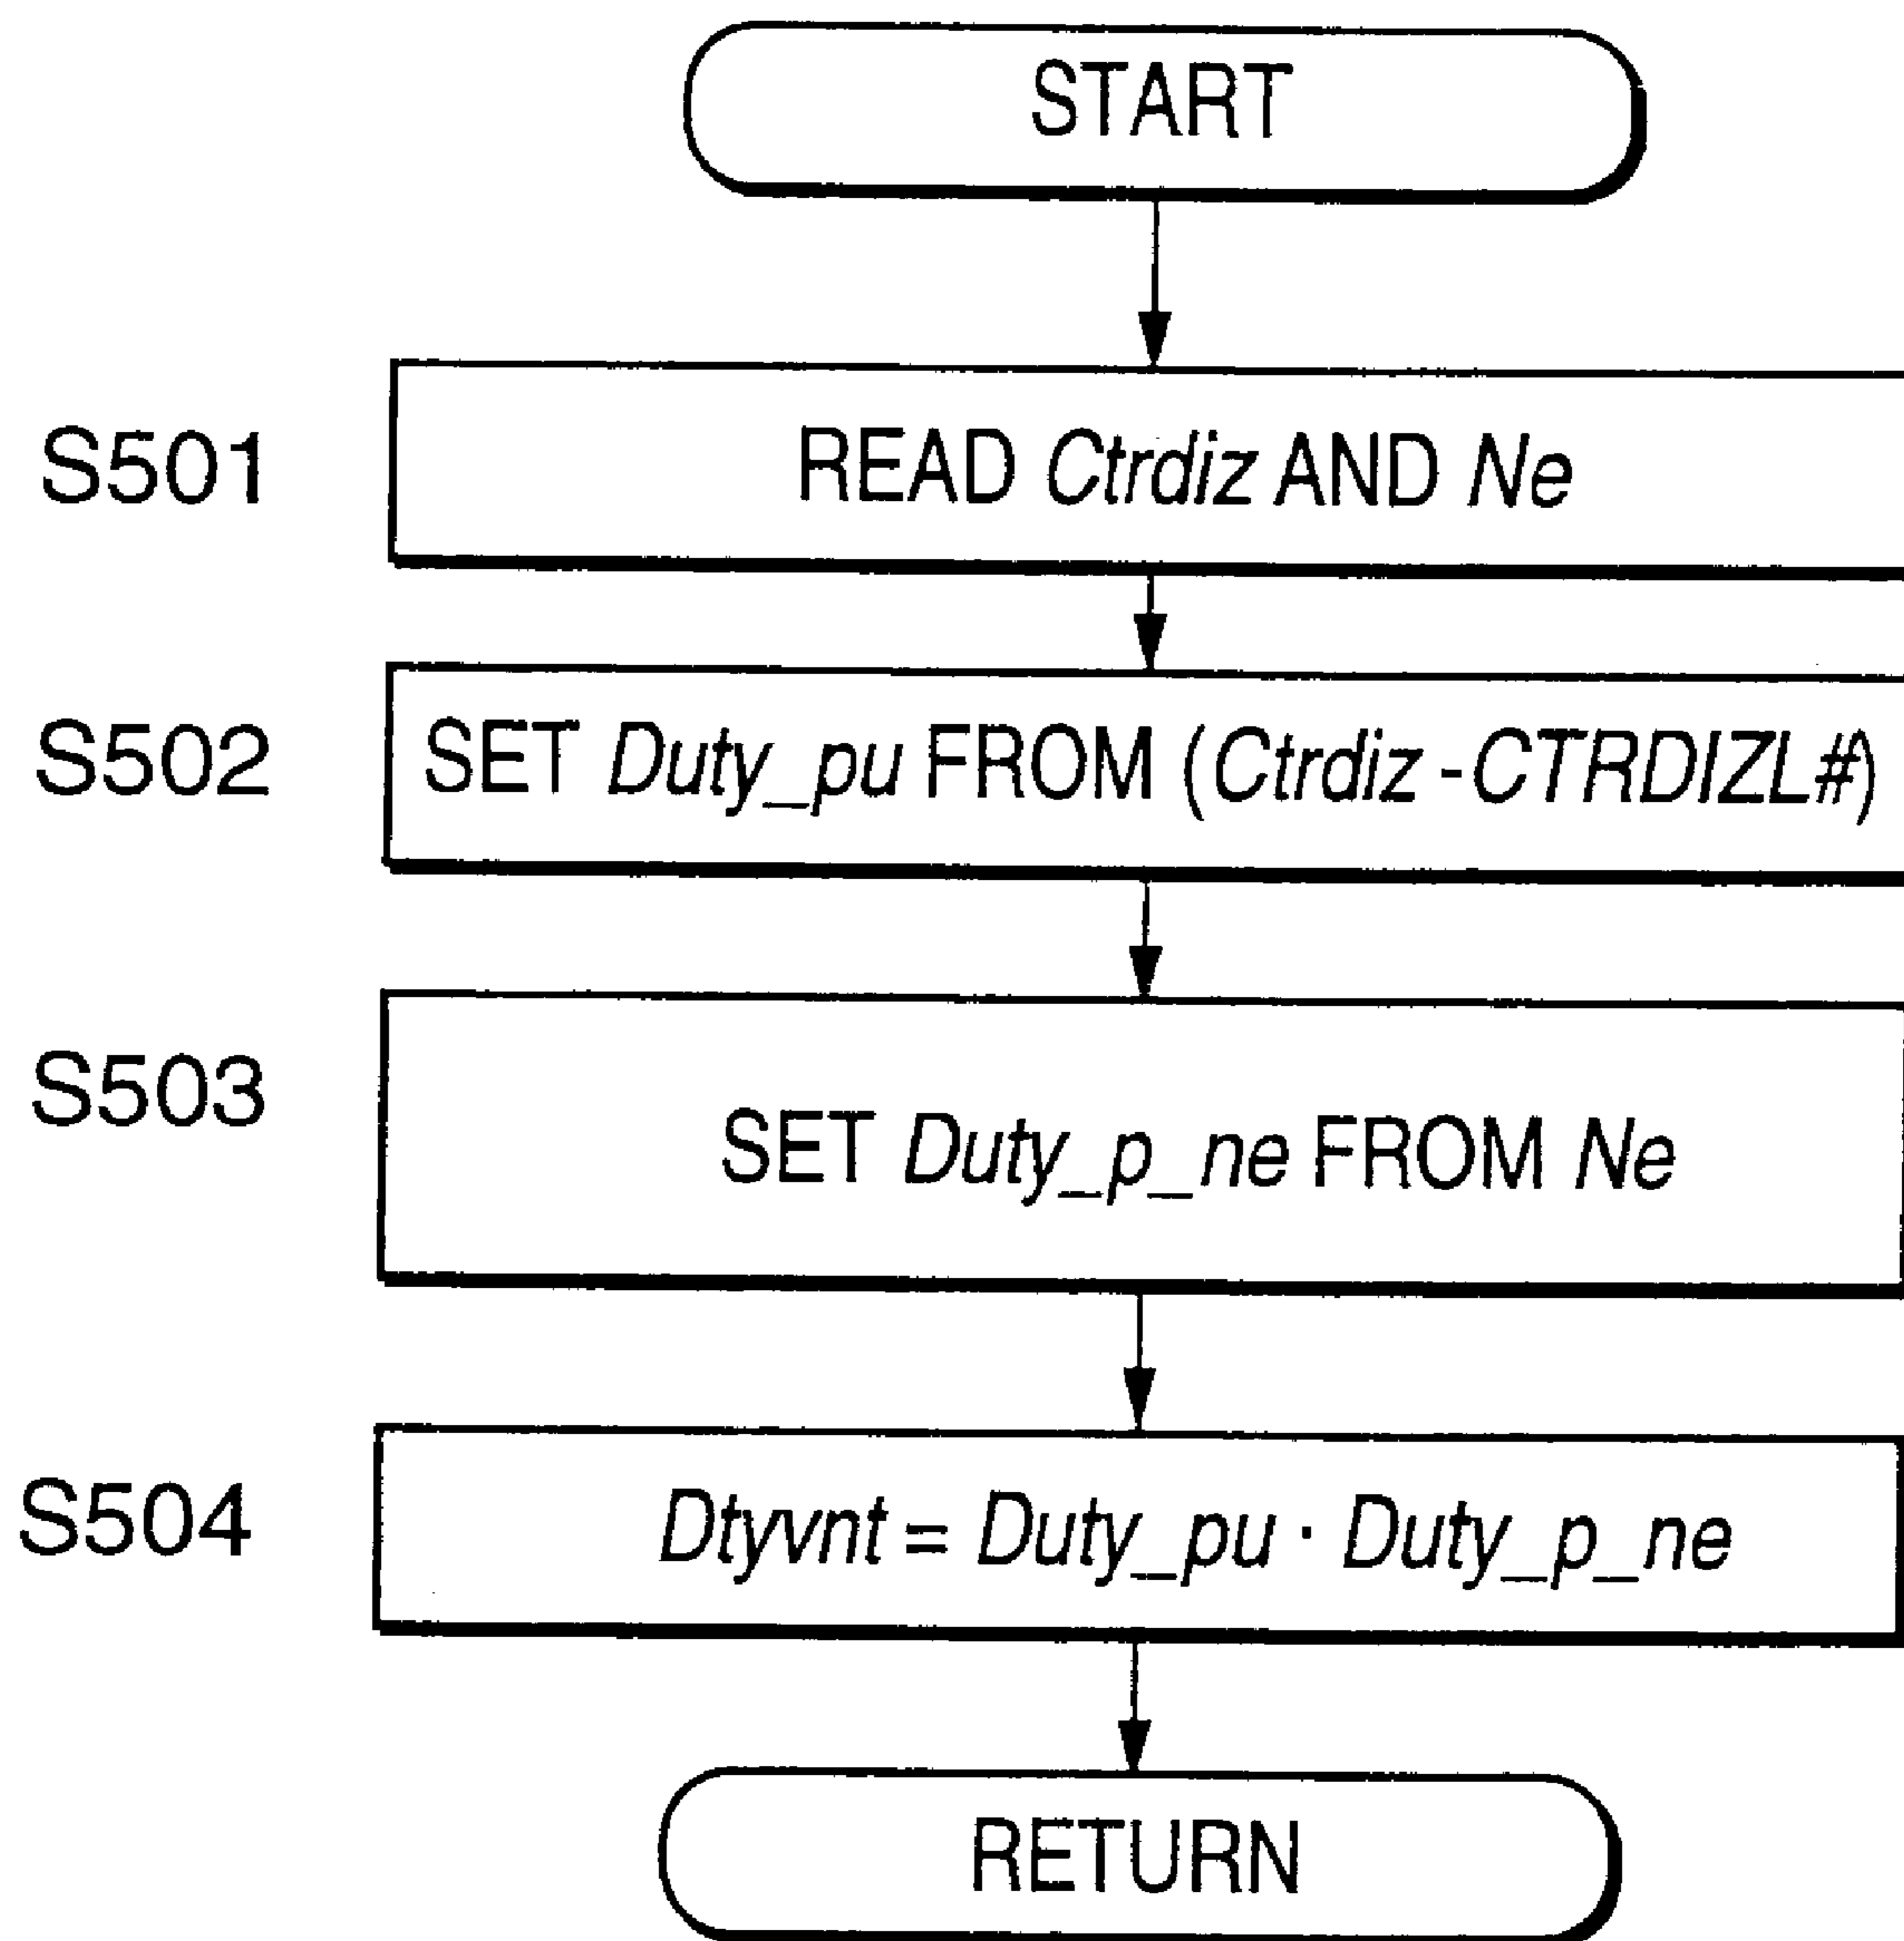 START
S501
READ Ctrdiz AND Ne
S502
SET Duty_pu FROM (Ctrdiz -CTRDIZL#)
S503
SET Duty_p_ne FROM Ne
S504
Dtyvnt = Duty_pu · Duty_p_ne
RETURN